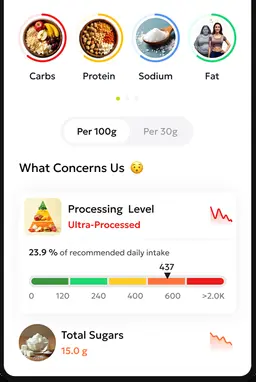 Carbs Protein Sodium Fat
Per 100g Per 30g
What Concerns Us 😯
Processing Level
Ultra-Processed
23.9 % of recommended daily intake
437
0 120 240 400 600 >2.0K
Total Sugars
15.0 g